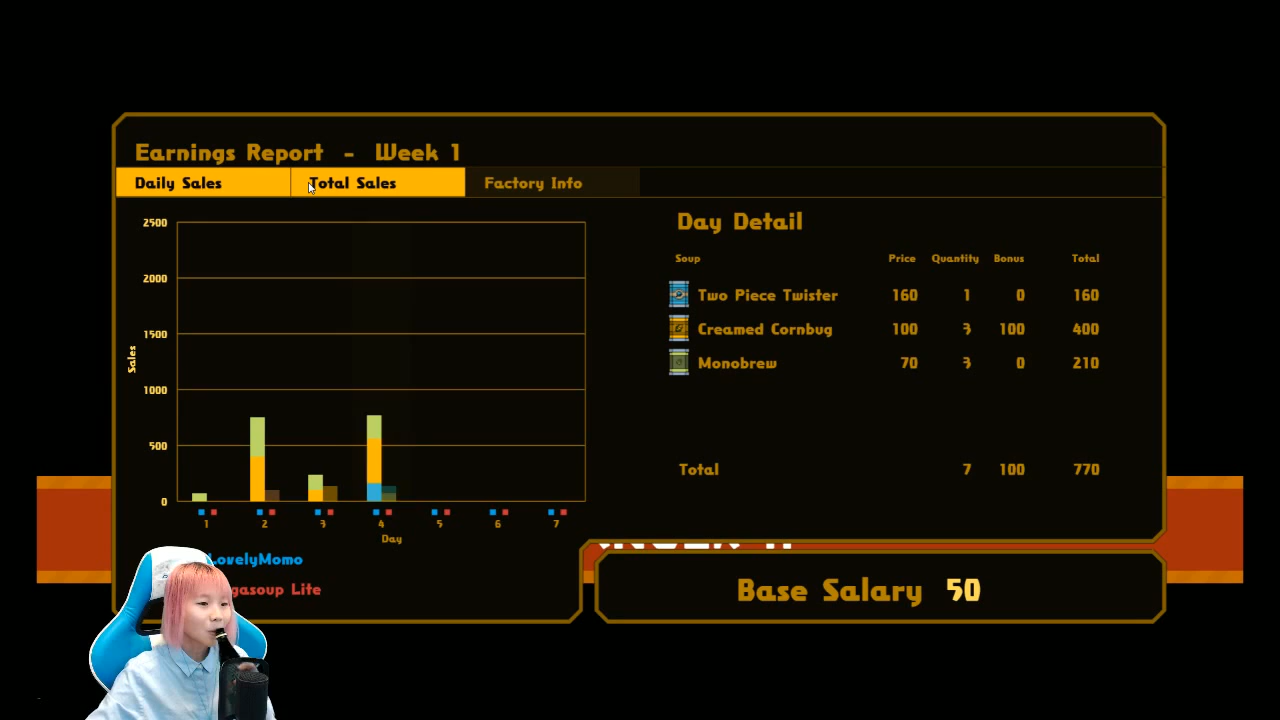 Earnings Report - Week 1
Daily Sales Total Sales Factory Info
Day Detail
Soup Price Quantity Bonus Total
Two Piece Twister 160 1 0 160
Creamed Cornbug 100 3 100 400
Monobrew 70 3 0 210
Total 7 100 770
2500
2000
1500
1000
500
0
Sales
1 2 3 4 5 6 7
Day
LovelyMomo
gasoup Lite
Base Salary 50